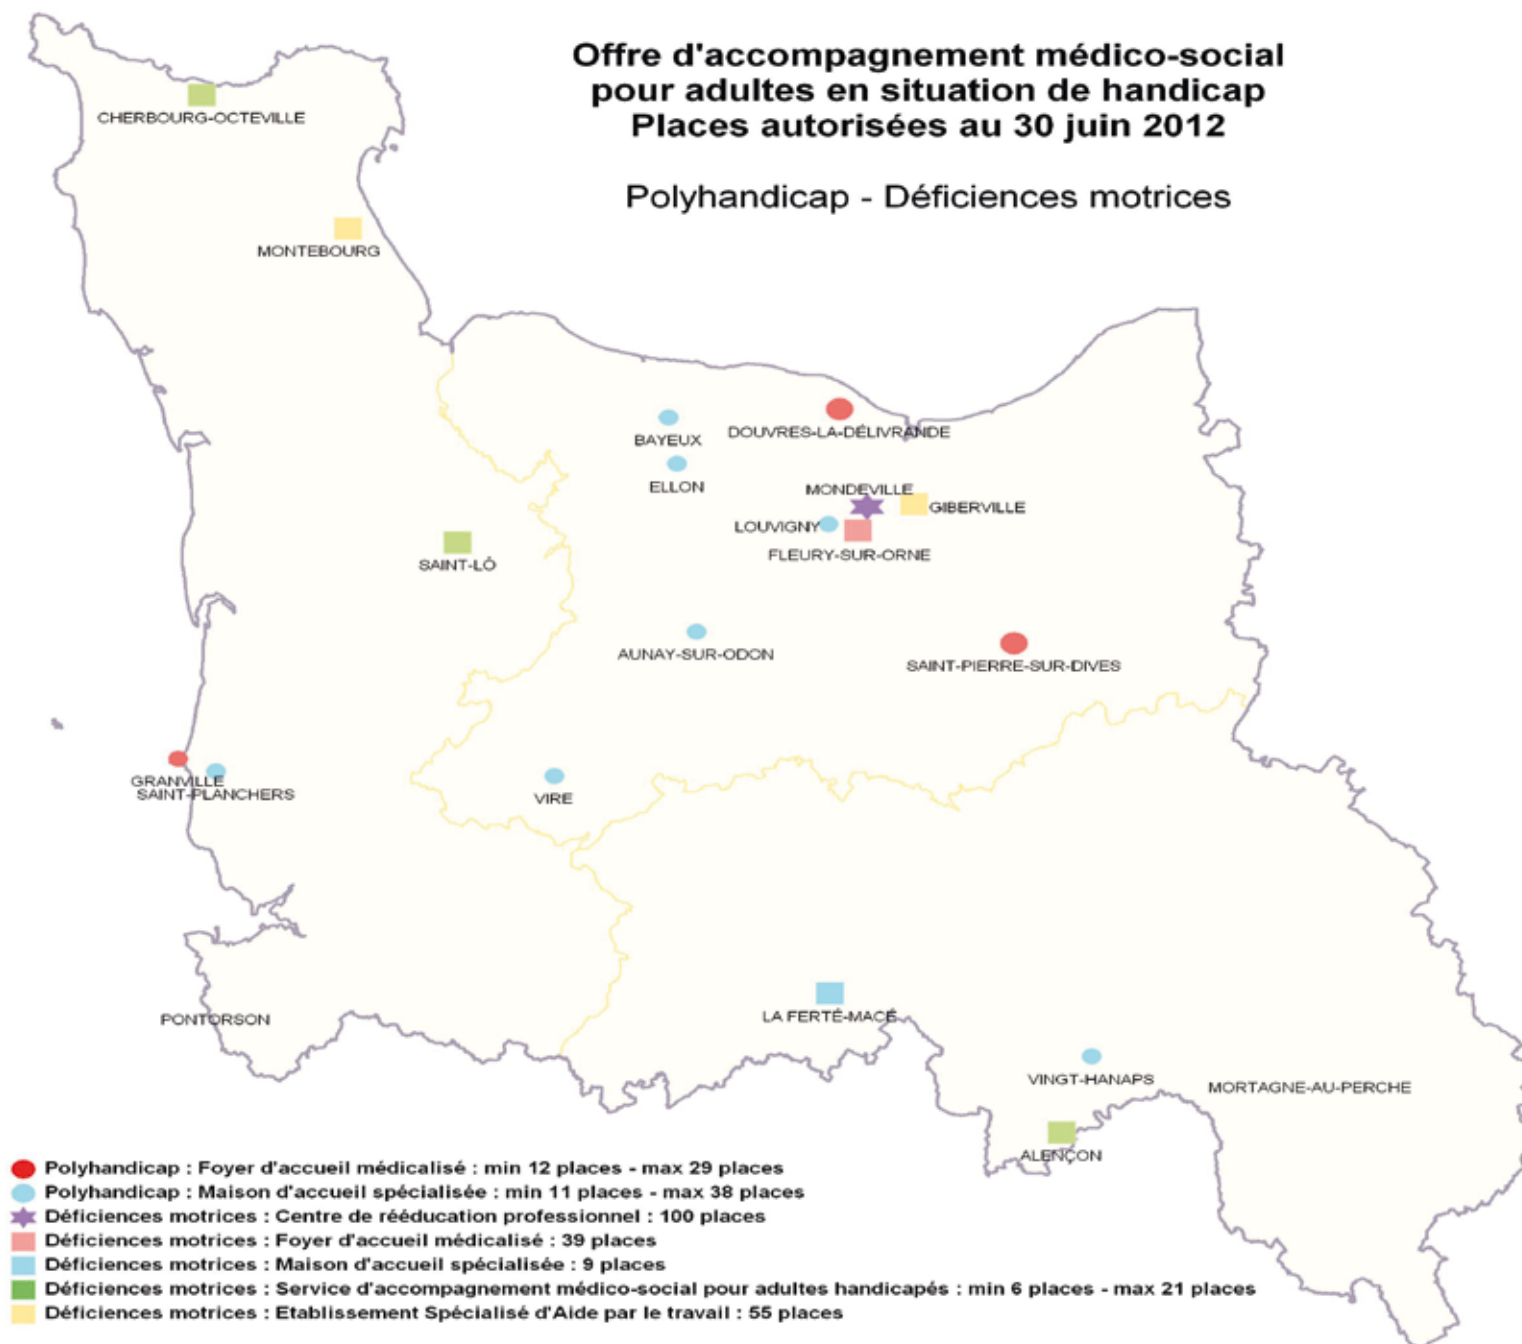 Offre d'accompagnement médico-social
pour adultes en situation de handicap
Places autorisées au 30 juin 2012
Polyhandicap - Déficiences motrices
CHERBOURG-OCTEVILLE
MONTEBOURG
BAYEUX
DOUVRES-LA-DÉLIVRANDE
ELLON
MONDEVILLE
GIBERVILLE
LOUVIGNY
FLEURY-SUR-ORNE
SAINT-LÔ
AUNAY-SUR-ODON
SAINT-PIERRE-SUR-DIVES
GRANVILLE
SAINT-PLANCHERS
VIRE
PONTORSON
LA FERTÉ-MACÉ
VINGT-HANAPS
MORTAGNE-AU-PERCHE
ALENÇON
Polyhandicap : Foyer d'accueil médicalisé : min 12 places - max 29 places
Polyhandicap : Maison d'accueil spécialisée : min 11 places - max 38 places
Déficiences motrices : Centre de rééducation professionnel : 100 places
Déficiences motrices : Foyer d'accueil médicalisé : 39 places
Déficiences motrices : Maison d'accueil spécialisée : 9 places
Déficiences motrices : Service d'accompagnement médico-social pour adultes handicapés : min 6 places - max 21 places
Déficiences motrices : Etablissement Spécialisé d'Aide par le travail : 55 places